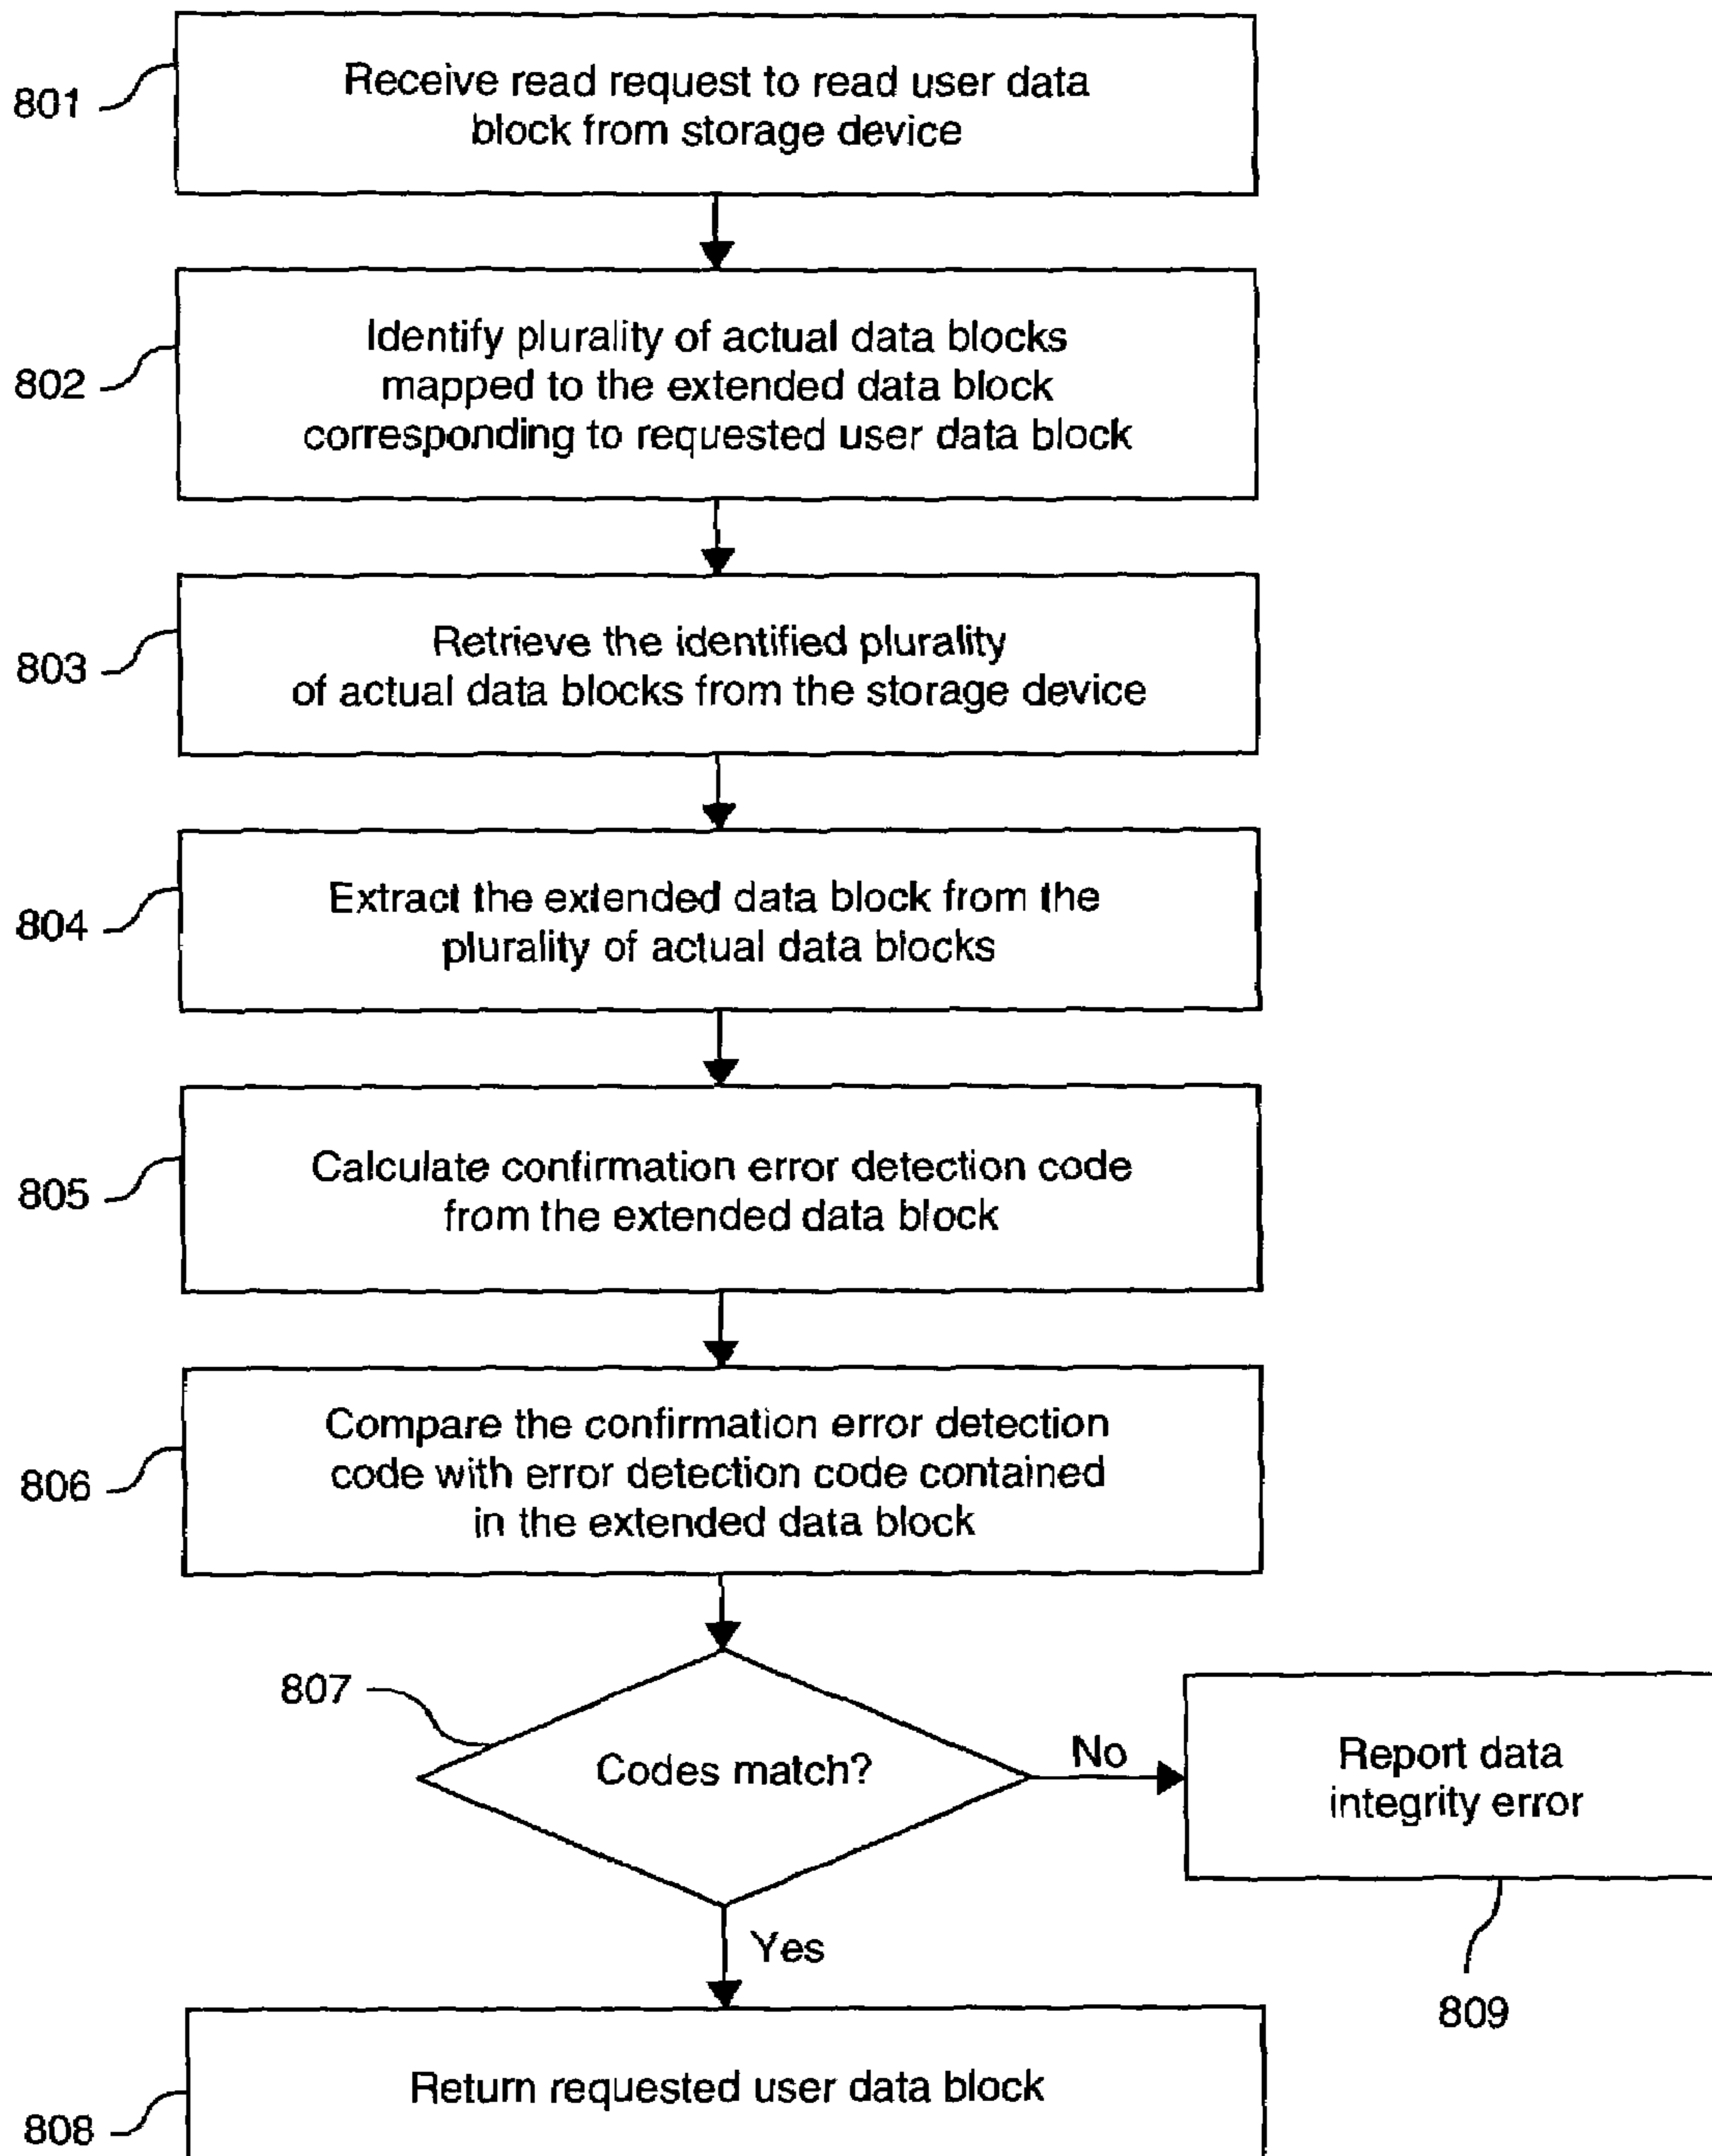 801
Receive read request to read user data
block from storage device
802
Identify plurality of actual data blocks
mapped to the extended data block
corresponding to requested user data block
803
Retrieve the identified plurality
of actual data blocks from the storage device
804
Extract the extended data block from the
plurality of actual data blocks
805
Calculate confirmation error detection code
from the extended data block
806
Compare the confirmation error detection
code with error detection code contained
in the extended data block
807
Codes match?
No
Report data
integrity error
809
Yes
808
Return requested user data block